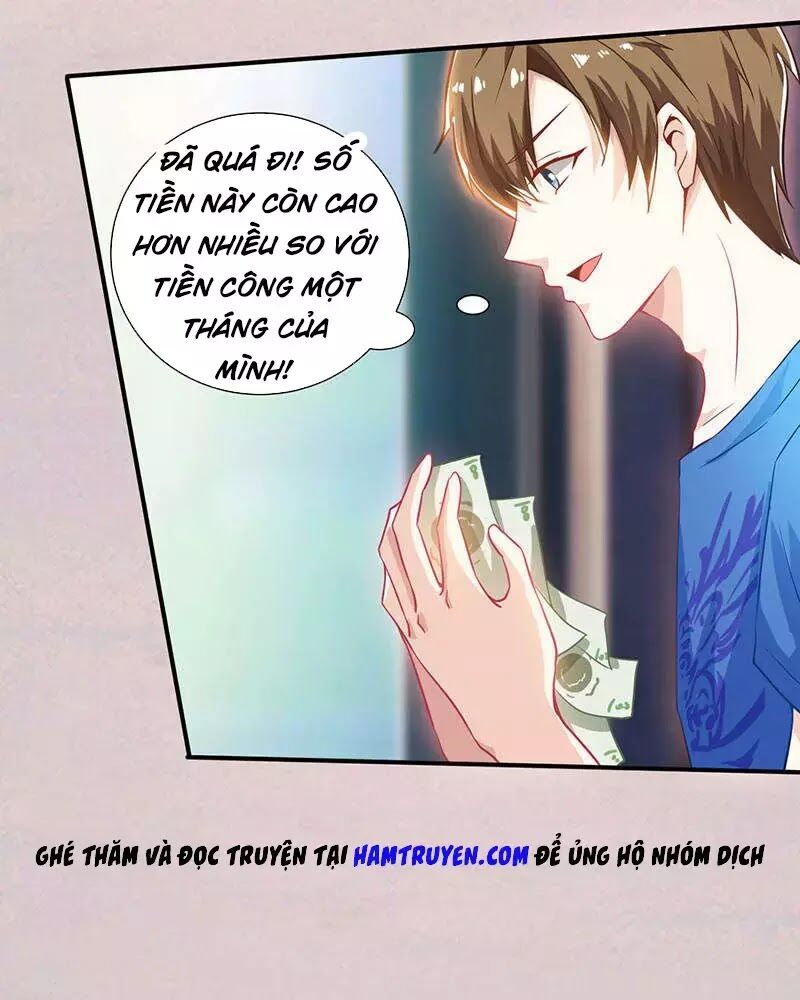 ĐÃ QUÁ ĐI! SỐ
TIỀN NÀY CÒN CAO
HƠN NHIỀU SO VỚI
TIỀN CÔNG MỘT
THÁNG CỦA
MÌNH!
GHÉ THĂM VÀ ĐỌC TRUYỆN TẠI HAMTRUYEN.COM ĐỂ ỦNG HỘ NHÓM DỊCH